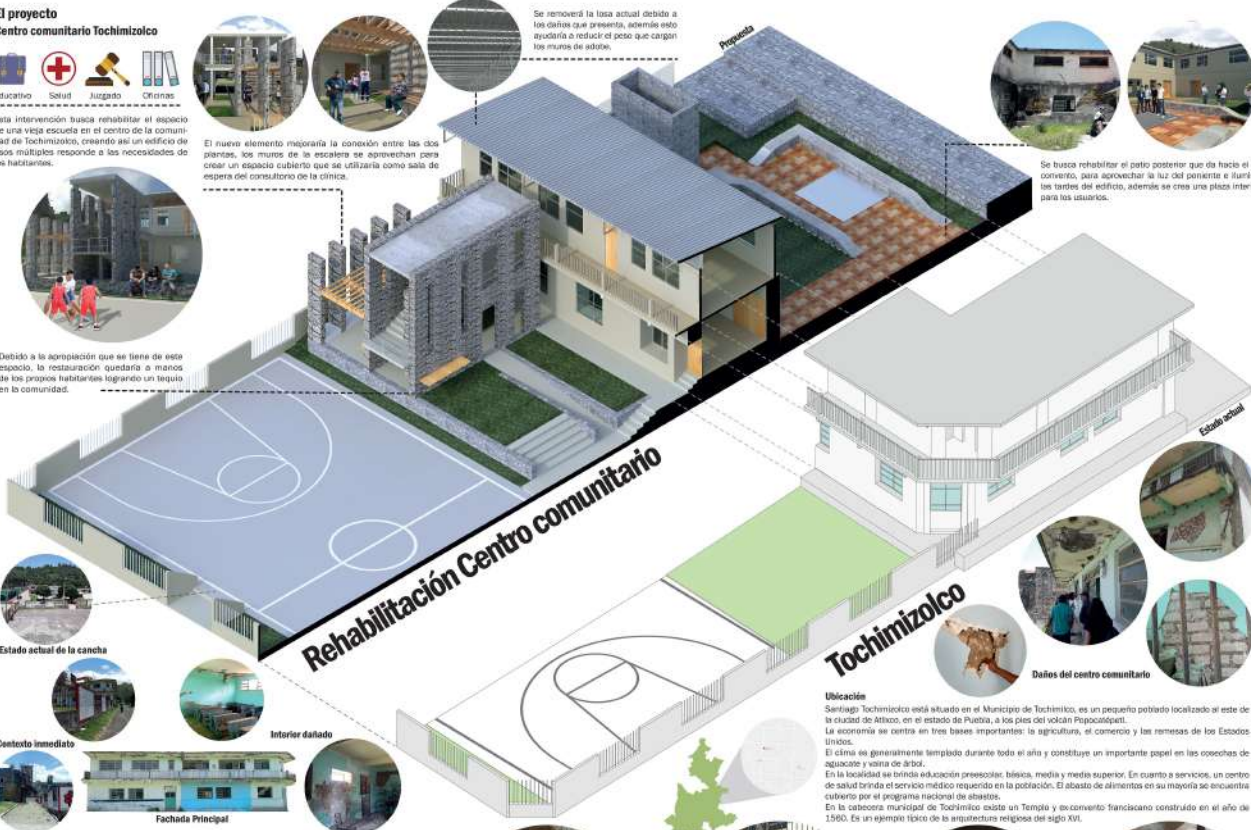 El proyecto
Centro comunitario Tochimizolco
Educativo
Salud
Juzgado
Oficinas
Esta intervención busca rehabilitar el espacio
de una vieja escuela en el centro de la comuni-
dad de Tochimizolco, creando así un edificio de
usos múltiples responde a las necesidades de
los habitantes.
El nuevo elemento mejoraría la conexión entre las dos
plantas, los muros de la escalera se aprovechan para
crear un espacio cubierto que se utilizaría como sala de
espera del consultorio de la clínica.
Se removerá la losa actual debido a
los daños que presenta, además esto
ayudaría a reducir el peso que cargan
los muros de adobe.
Propuesta
Se busca rehabilitar el patio posterior que da hacia el
convento, para aprovechar la luz del poniente e ilumi
las tardes del edificio, además se crea una plaza inter
para los usuarios.
Debido a la apropiación que se tiene de este
espacio, la restauración quedaría a manos
de los propios habitantes logrando un tequio
en la comunidad.
Estado actual
Rehabilitación Centro comunitario
Tochimizolco
Estado actual de la cancha
Contexto inmediato
Interior dañado
Fachada Principal
Daños del centro comunitario
Ubicación
Santiago Tochimizolco está situado en el Municipio de Tochimilco, es un pequeño poblado localizado al este de
la ciudad de Atlixco, en el estado de Puebla, a los pies del volcán Popocatépetl.
La economía se centra en tres bases importantes: la agricultura, el comercio y las remesas de los Estados
Unidos.
El clima es generalmente templado durante todo el año y constituye un importante papel en las cosechas de
aguacate y vaina de árbol.
En la localidad se brinda educación preescolar, básica, media y media superior. En cuanto a servicios, un centro
de salud brinda el servicio médico requerido en la población. El abasto de alimentos en su mayoría se encuentra
cubierto por el programa nacional de abastos.
En la cabecera municipal de Tochimilco existe un Templo y ex-convento franciscano construido en el año de
1560. Es un ejemplo típico de la arquitectura religiosa del siglo XVI.